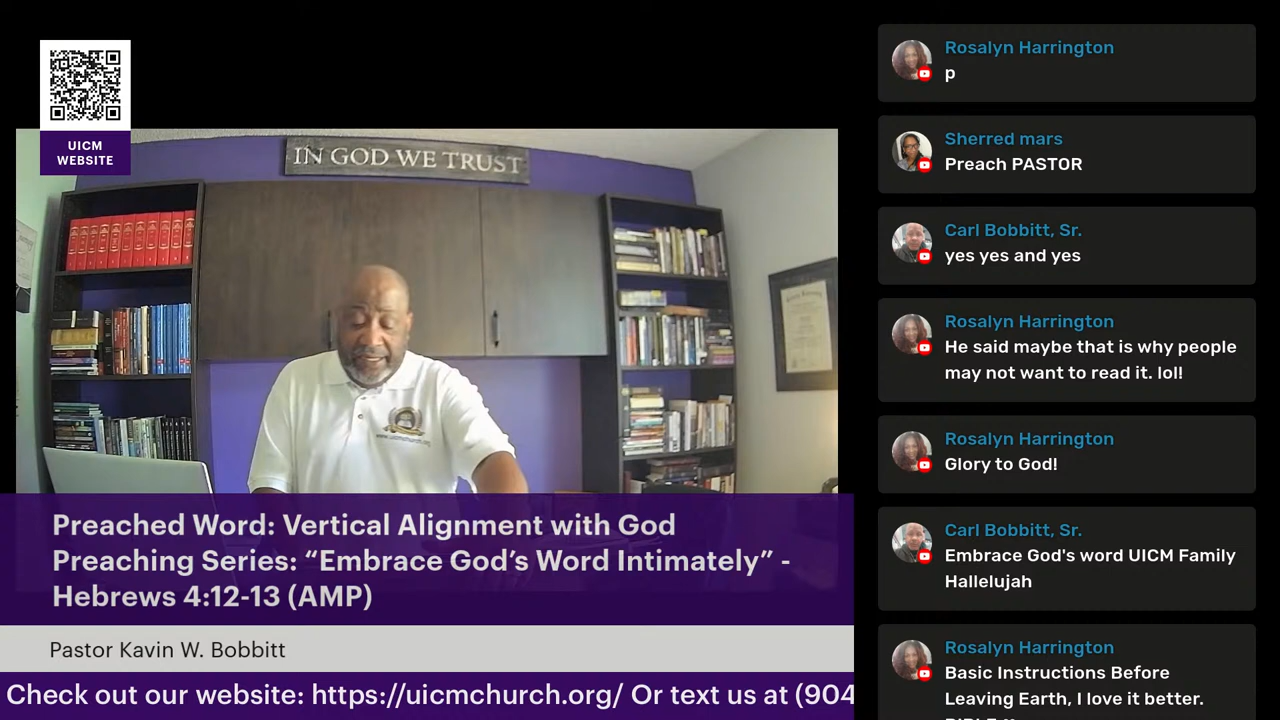 UICM
WEBSITE
IN GOD WE TRUST
Preached Word: Vertical Alignment with God
Preaching Series: “Embrace God’s Word Intimately” -
Hebrews 4:12-13 (AMP)
Pastor Kavin W. Bobbitt
Check out our website: https://uicmchurch.org/ Or text us at (904
Rosalyn Harrington
p
Sherred mars
Preach PASTOR
Carl Bobbitt, Sr.
yes yes and yes
Rosalyn Harrington
He said maybe that is why people
may not want to read it. lol!
Rosalyn Harrington
Glory to God!
Carl Bobbitt, Sr.
Embrace God's word UICM Family
Hallelujah
Rosalyn Harrington
Basic Instructions Before
Leaving Earth, I love it better.